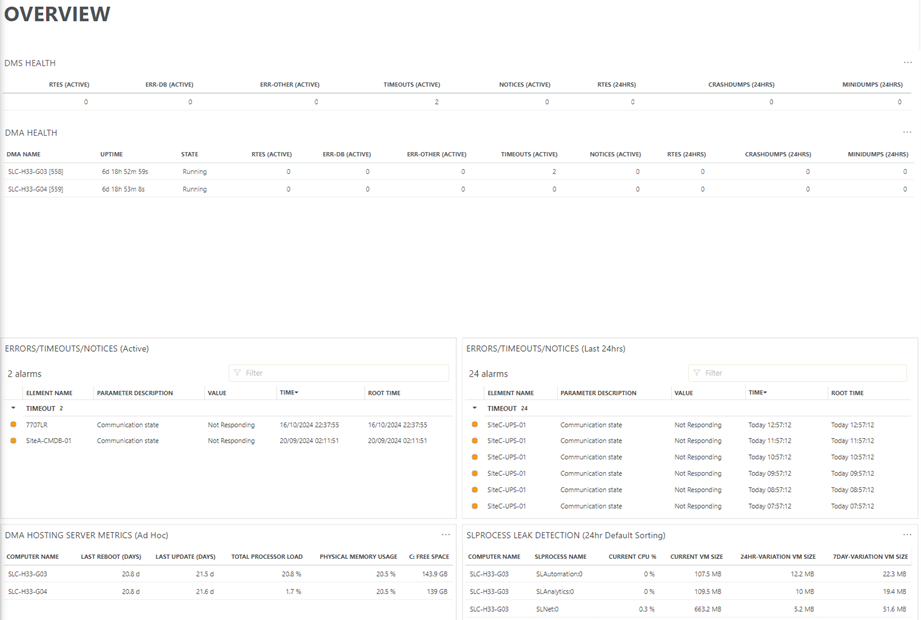 OVERVIEW
DMS HEALTH ...
RTES (ACTIVE) ERR-DB (ACTIVE) ERR-OTHER (ACTIVE) TIMEOUTS (ACTIVE) NOTICES (ACTIVE) RTES (24HRS) CRASHDUMPS (24HRS) MINIDUMPS (24HRS)
0 0 0 2 0 0 0 0
DMA HEALTH ...
DMA NAME UPTIME STATE RTES (ACTIVE) ERR-DB (ACTIVE) ERR-OTHER (ACTIVE) TIMEOUTS (ACTIVE) NOTICES (ACTIVE) RTES (24HRS) CRASHDUMPS (24HRS) MINIDUMPS (24HRS)
SLC-H33-G03 [558] 6d 18h 52m 59s Running 0 0 0 2 0 0 0 0
SLC-H33-G04 [559] 6d 18h 53m 8s Running 0 0 0 0 0 0 0 0
ERRORS/TIMEOUTS/NOTICES (Active)
2 alarms Filter
ELEMENT NAME PARAMETER DESCRIPTION VALUE TIME ROOT TIME
TIMEOUT 2
7707LR Communication state Not Responding 16/10/2024 22:37:55 16/10/2024 22:37:55
SiteA-CMDB-01 Communication state Not Responding 20/09/2024 02:11:51 20/09/2024 02:11:51
ERRORS/TIMEOUTS/NOTICES (Last 24hrs)
24 alarms Filter
ELEMENT NAME PARAMETER DESCRIPTION VALUE TIME ROOT TIME
TIMEOUT 24
SiteC-UPS-01 Communication state Not Responding Today 12:57:12 Today 12:57:12
SiteC-UPS-01 Communication state Not Responding Today 11:57:12 Today 11:57:12
SiteC-UPS-01 Communication state Not Responding Today 10:57:12 Today 10:57:12
SiteC-UPS-01 Communication state Not Responding Today 09:57:12 Today 09:57:12
SiteC-UPS-01 Communication state Not Responding Today 08:57:12 Today 08:57:12
SiteC-UPS-01 Communication state Not Responding Today 07:57:12 Today 07:57:12
DMA HOSTING SERVER METRICS (Ad Hoc) ...
COMPUTER NAME LAST REBOOT (DAYS) LAST UPDATE (DAYS) TOTAL PROCESSOR LOAD PHYSICAL MEMORY USAGE C: FREE SPACE
SLC-H33-G03 20.8 d 21.5 d 20.8 % 20.5 % 143.9 GB
SLC-H33-G04 20.8 d 21.6 d 1.7 % 20.5 % 139 GB
SLPROCESS LEAK DETECTION (24hr Default Sorting) ...
COMPUTER NAME SLPROCESS NAME CURRENT CPU % CURRENT VM SIZE 24HR-VARIATION VM SIZE 7DAY-VARIATION VM SIZE
SLC-H33-G03 SLAutomation:0 0 % 107.5 MB 12.2 MB 22.3 MB
SLC-H33-G03 SLAnalytics:0 0 % 109.5 MB 10 MB 19.4 MB
SLC-H33-G03 SLNet:0 0.3 % 663.2 MB 5.2 MB 51.6 MB